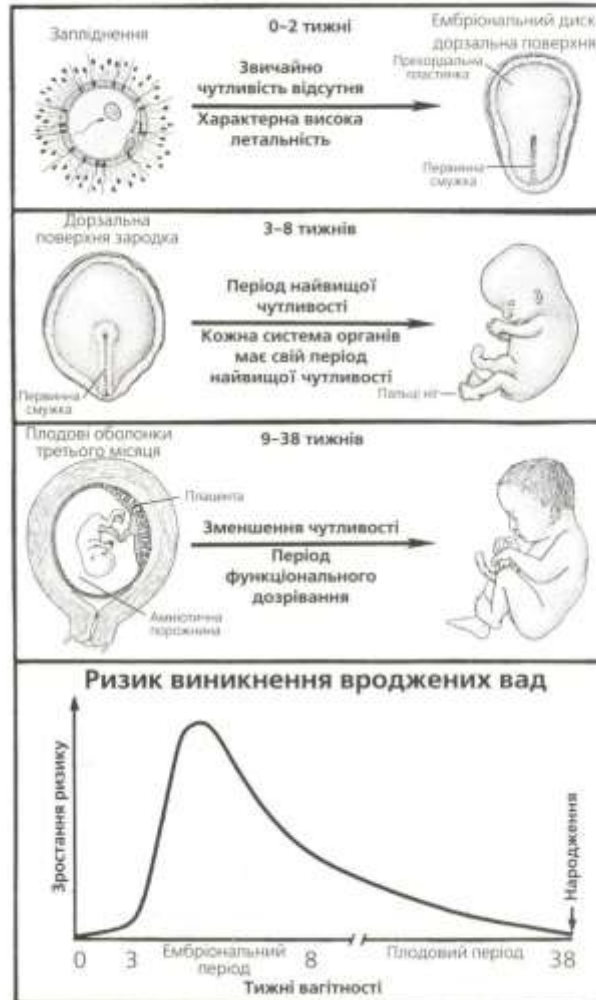 Запліднення
0–2 тижні
Ембріональний диск
дорзальна поверхня
Прехордальна
пластинка
Звичайно
чутливість відсутня
Характерна висока
летальність
Первинна
смужка
Дорзальна
поверхня зародка
3–8 тижнів
Період найвищої
чутливості
Кожна система органів
має свій період
найвищої чутливості
Первинна
смужка
Пальці ніг
Плодові оболонки
третього місяця
9–38 тижнів
Плацента
Зменшення чутливості
Період
функціонального
дозрівання
Амніотична
порожнина
Ризик виникнення вроджених вад
Зростання ризику
Народження
0 3 Ембріональний період 8 Плодовий період 38
Тижні вагітності